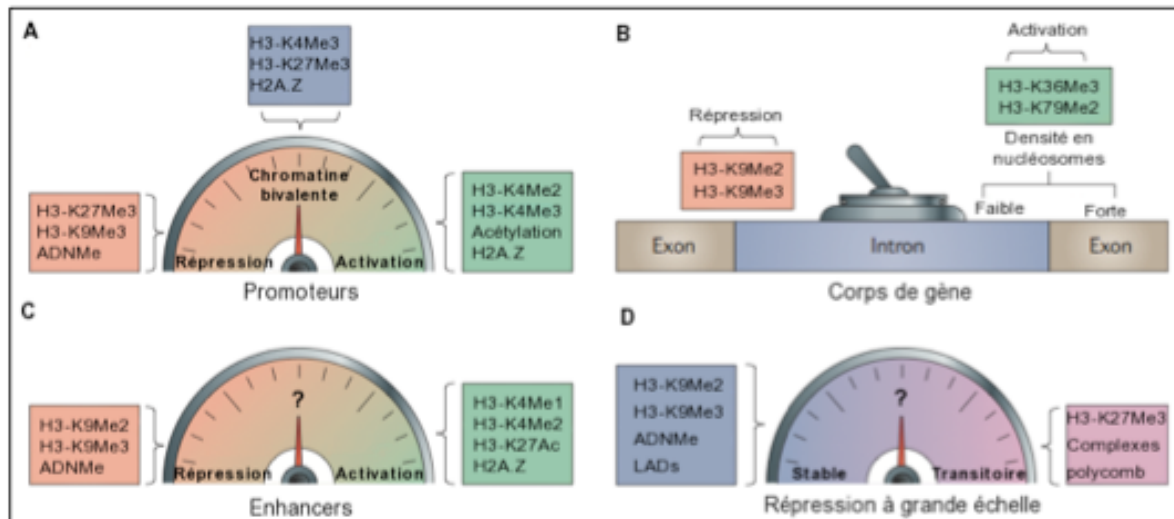 A
H3-K4Me3
H3-K27Me3
H2A.Z
Chromatine
bivalente
H3-K27Me3
H3-K9Me3
ADNMe
Répression
Activation
H3-K4Me2
H3-K4Me3
Acétylation
H2A.Z
Promoteurs
B
Activation
H3-K36Me3
H3-K79Me2
Répression
H3-K9Me2
H3-K9Me3
Densité en
nucléosomes
Faible
Forte
Exon
Intron
Exon
Corps de gène
C
?
H3-K9Me2
H3-K9Me3
ADNMe
Répression
Activation
H3-K4Me1
H3-K4Me2
H3-K27Ac
H2A.Z
Enhancers
D
?
H3-K9Me2
H3-K9Me3
ADNMe
LADs
Stable
Transitoire
H3-K27Me3
Complexes
polycomb
Répression à grande échelle